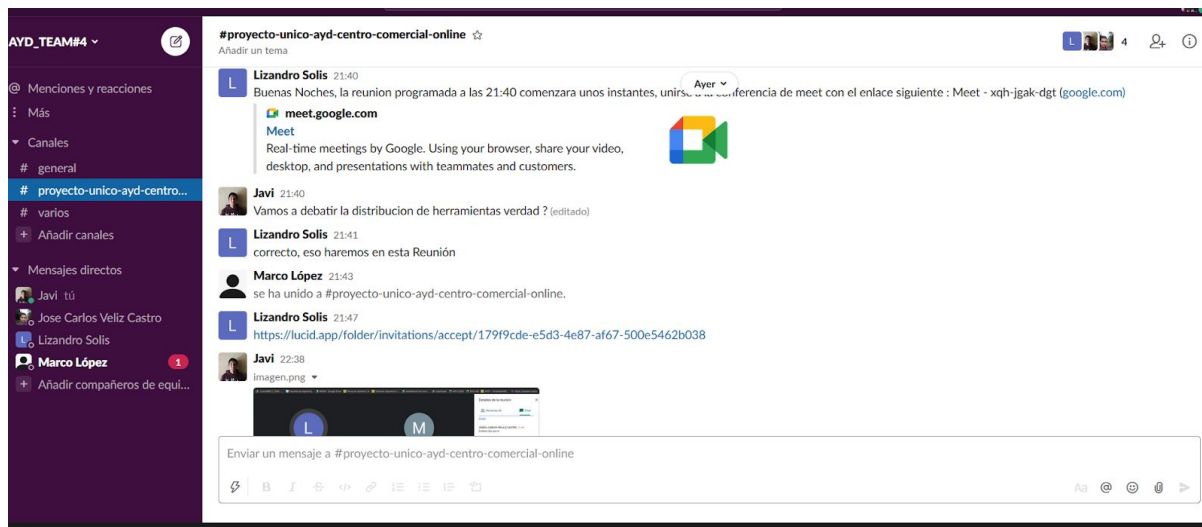 AYD_TEAM#4
@ Menciones y reacciones
Más
Canales
# general
# proyecto-unico-ayd-centro...
# varios
+ Añadir canales
Mensajes directos
Javi tú
Jose Carlos Veliz Castro
L Lizandro Solis
Marco López 1
+ Añadir compañeros de equi...
#proyecto-unico-ayd-centro-comercial-online
Añadir un tema
L 4
Ayer
L Lizandro Solis 21:40
Buenas Noches, la reunion programada a las 21:40 comenzara unos instantes, unirse a la conferencia de meet con el enlace siguiente : Meet - xqh-jgak-dgt (google.com)
meet.google.com
Meet
Real-time meetings by Google. Using your browser, share your video,
desktop, and presentations with teammates and customers.
Javi 21:40
Vamos a debatir la distribucion de herramientas verdad ? (editado)
L Lizandro Solis 21:41
correcto, eso haremos en esta Reunión
Marco López 21:43
se ha unido a #proyecto-unico-ayd-centro-comercial-online.
L Lizandro Solis 21:47
https://lucid.app/folder/invitations/accept/179f9cde-e5d3-4e87-af67-500e5462b038
Javi 22:38
imagen.png
L M
Enviar un mensaje a #proyecto-unico-ayd-centro-comercial-online
B I Aa @